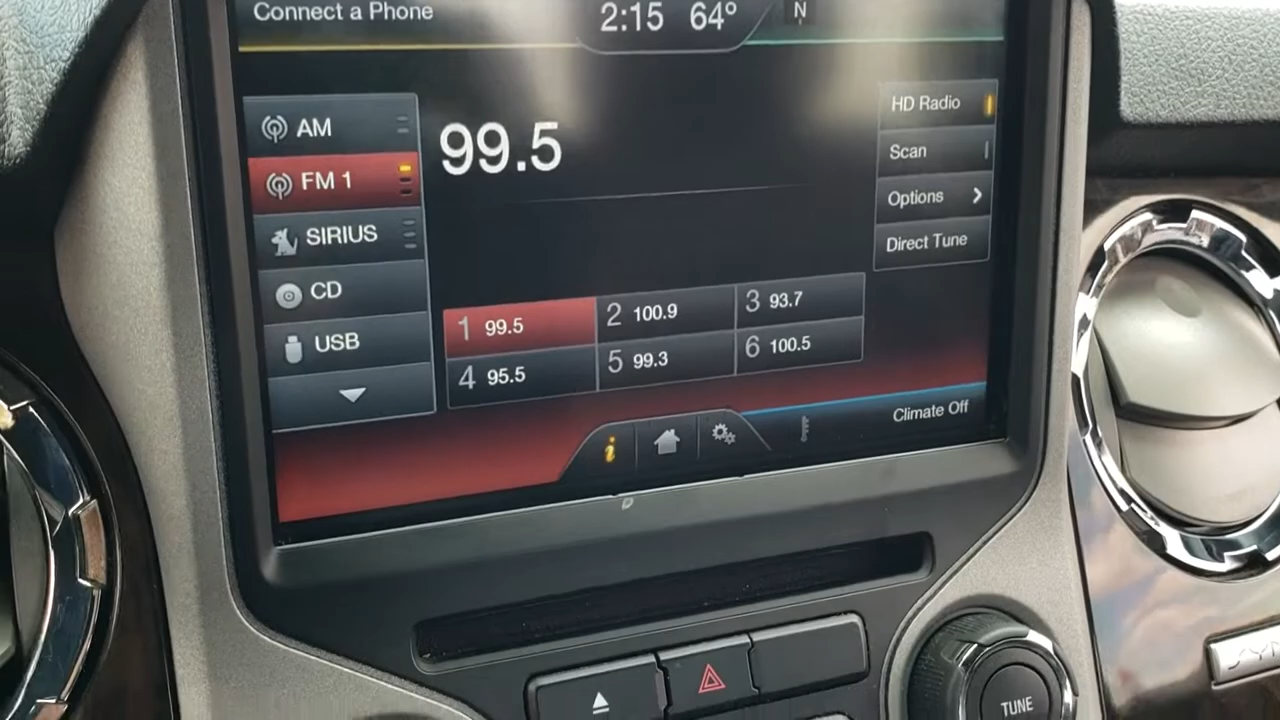 Connect a Phone
2:15 64° N
AM
FM 1
SIRIUS
CD
USB
99.5
HD Radio
Scan
Options
Direct Tune
1 99.5
2 100.9
3 93.7
4 95.5
5 99.3
6 100.5
i
Climate Off
TUNE
SYNC